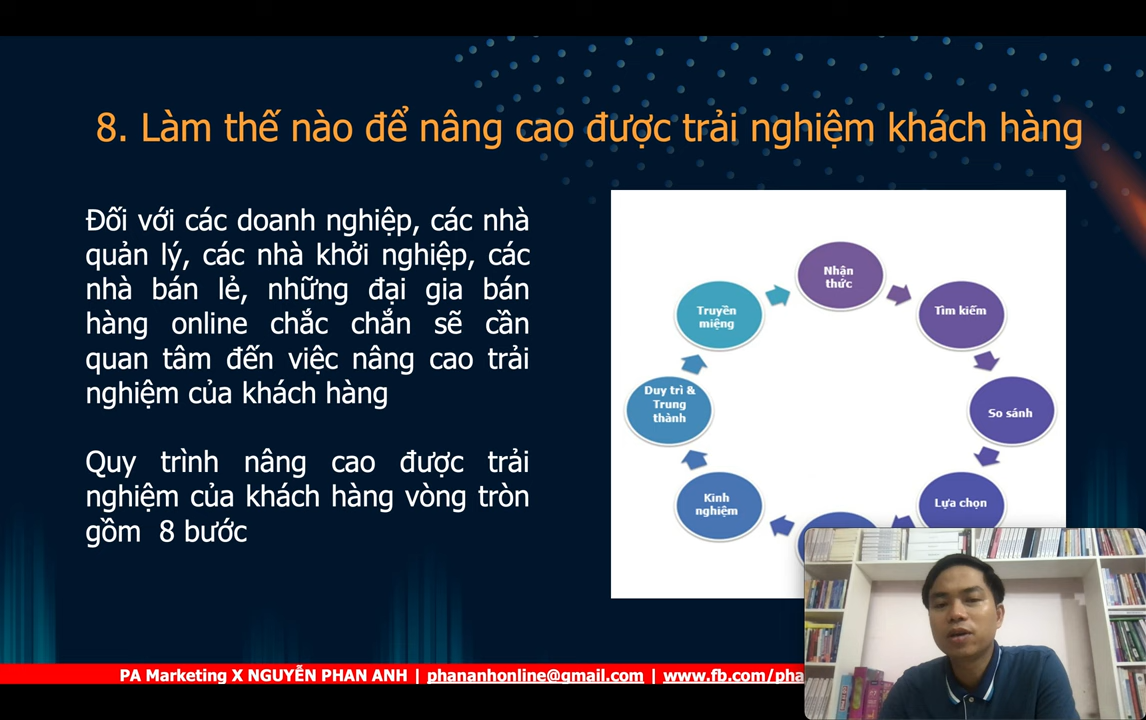 8. Làm thế nào để nâng cao được trải nghiệm khách hàng
Đối với các doanh nghiệp, các nhà
quản lý, các nhà khởi nghiệp, các
nhà bán lẻ, những đại gia bán
hàng online chắc chắn sẽ cần
quan tâm đến việc nâng cao trải
nghiệm của khách hàng
Quy trình nâng cao được trải
nghiệm của khách hàng vòng tròn
gồm 8 bước
Nhận
thức
Tìm kiếm
So sánh
Lựa chọn
Kinh
nghiệm
Duy trì &
Trung
thành
Truyền
miệng
PA Marketing X NGUYỄN PHAN ANH | phananhonline@gmail.com | www.fb.com/pha